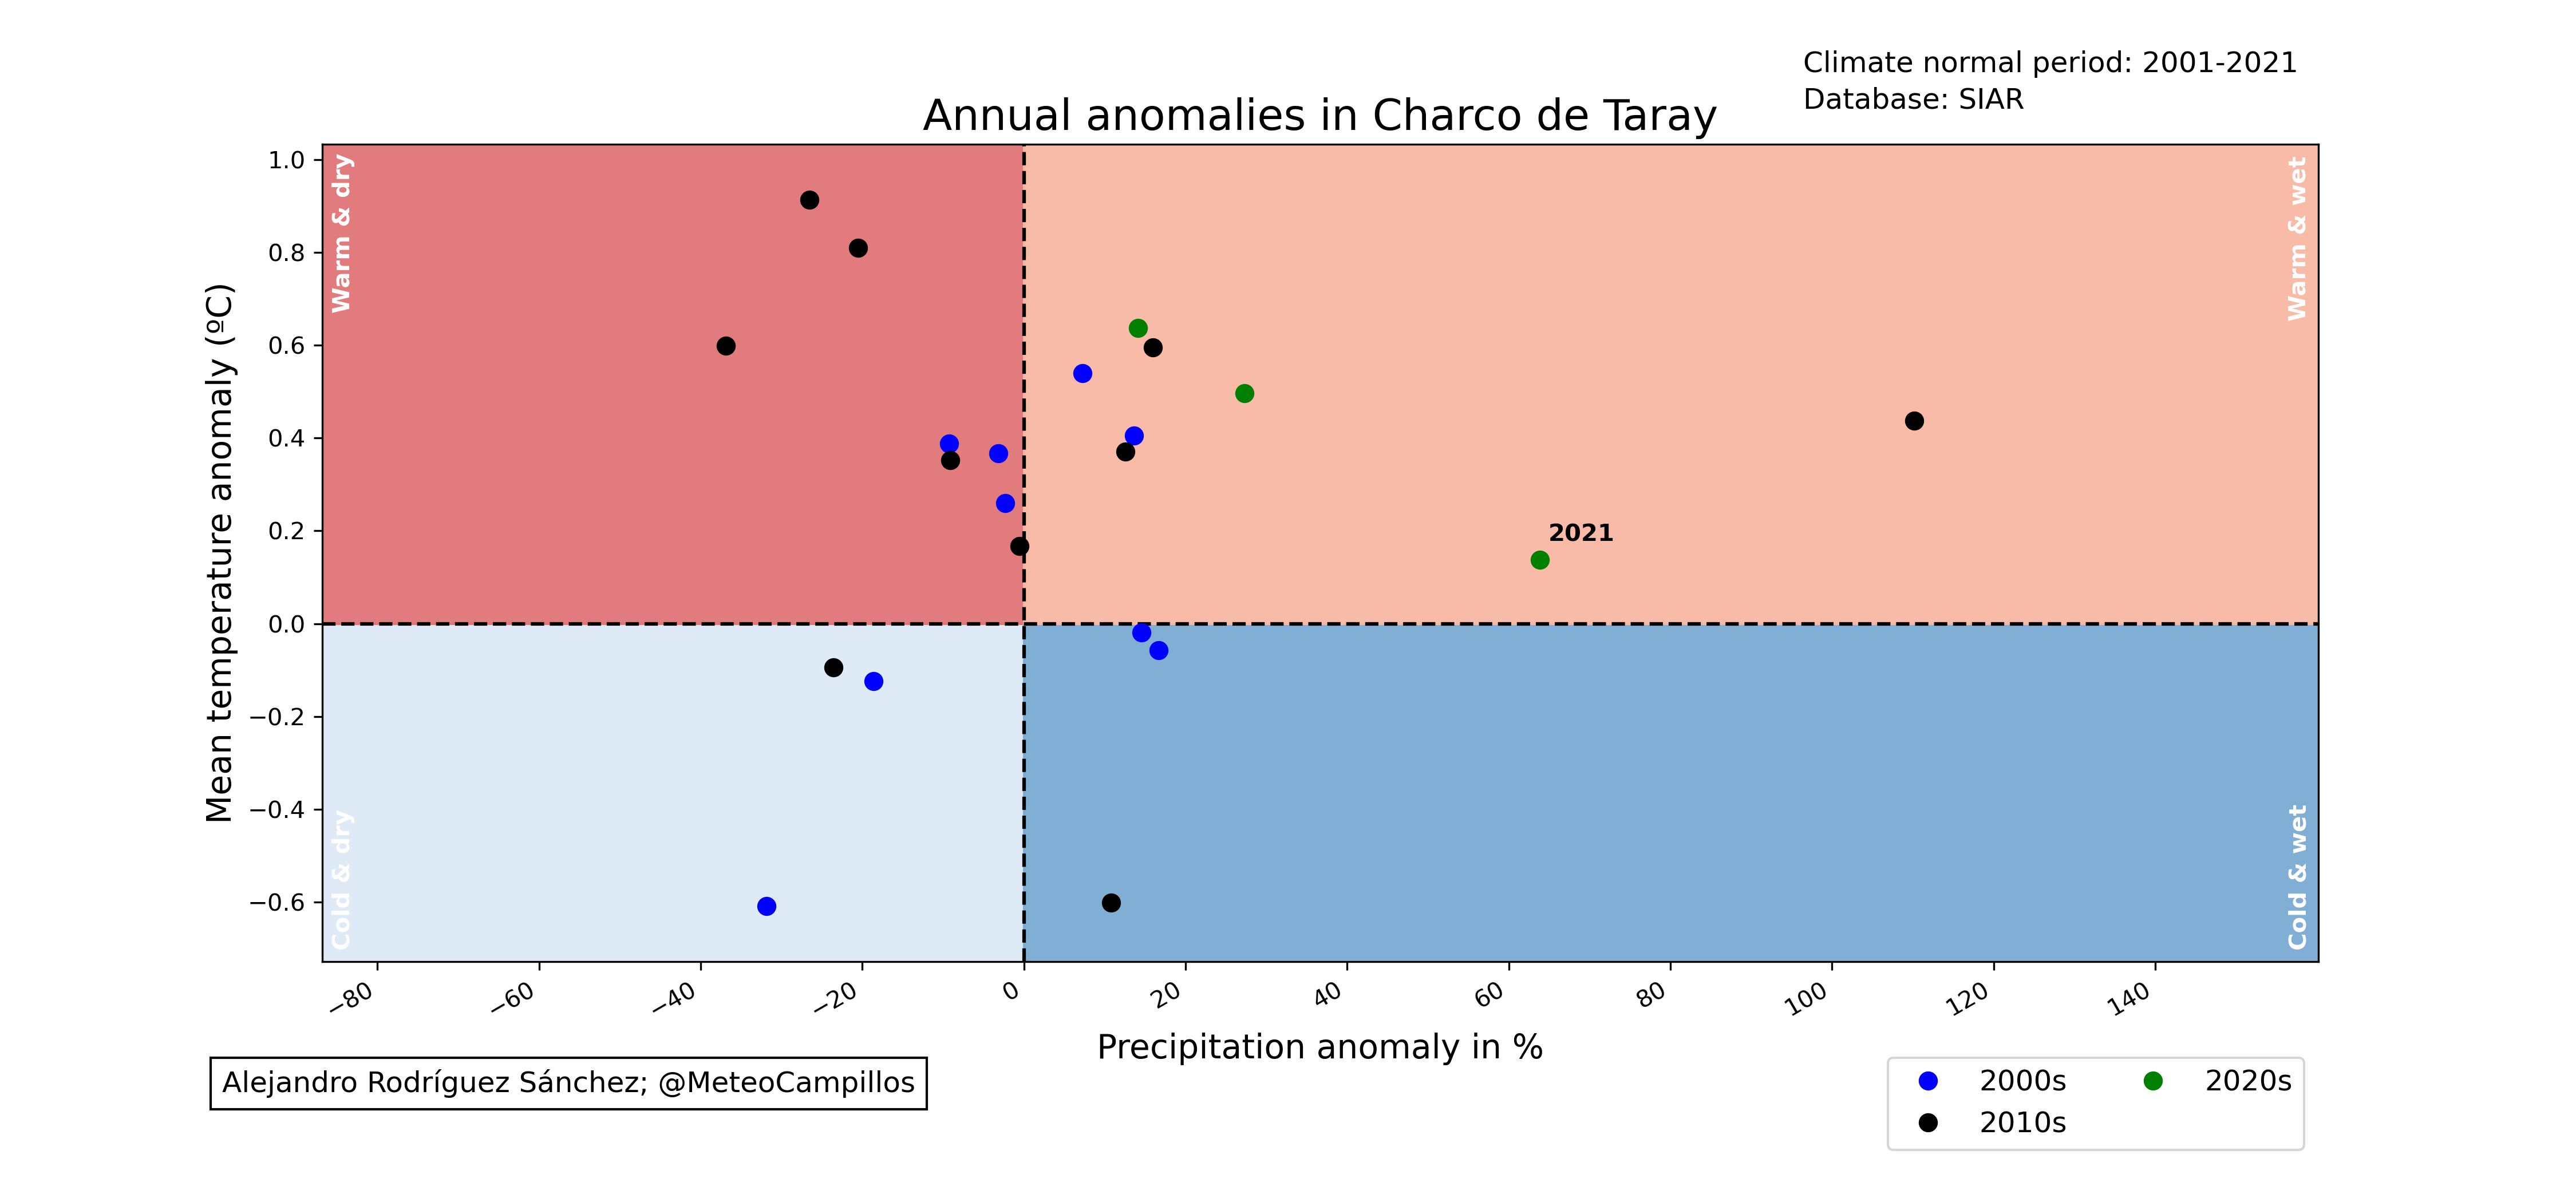 Climate normal period: 2001-2021
Database: SIAR
Annual anomalies in Charco de Taray
Warm & dry
Warm & wet
Cold & dry
Cold & wet
2021
Mean temperature anomaly (ºC)
1.0
0.8
0.6
0.4
0.2
0.0
−0.2
−0.4
−0.6
−80
−60
−40
−20
0
20
40
60
80
100
120
140
Precipitation anomaly in %
Alejandro Rodríguez Sánchez; @MeteoCampillos
2000s
2010s
2020s